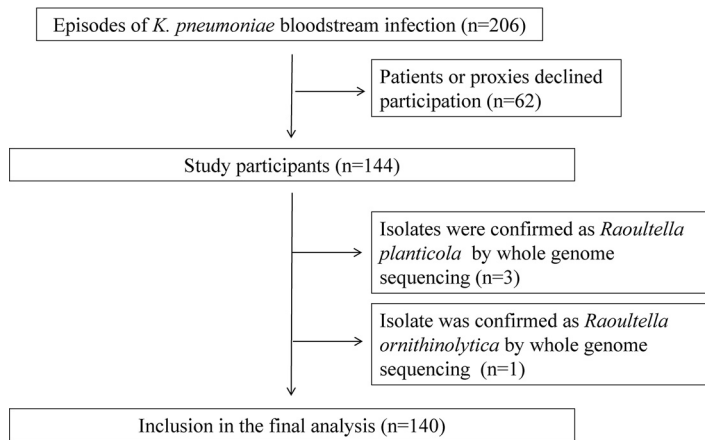 Episodes of K. pneumoniae bloodstream infection (n=206)
Patients or proxies declined
participation (n=62)
Study participants (n=144)
Isolates were confirmed as Raoultella
planticola by whole genome
sequencing (n=3)
Isolate was confirmed as Raoultella
ornithinolytica by whole genome
sequencing (n=1)
Inclusion in the final analysis (n=140)